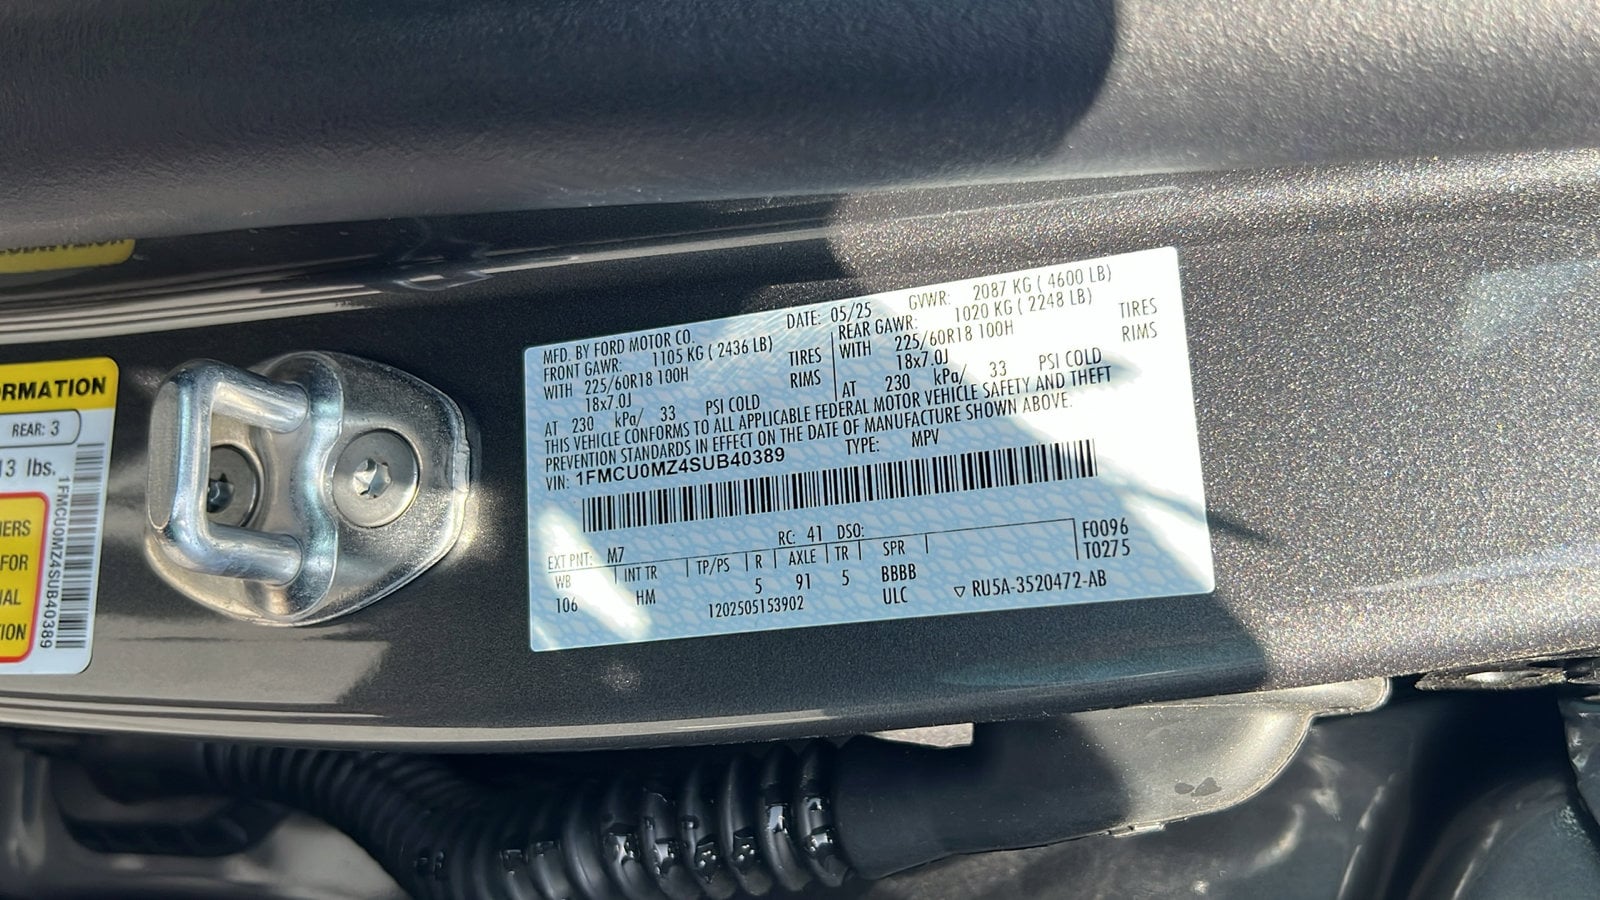 RMATION
REAR: 3
13 lbs.
IERS
FOR
IAL
TION
1FMCU0MZ4SUB40389
MFD. BY FORD MOTOR CO.
DATE: 05/25
GVWR: 2087 KG ( 4600 LB)
FRONT GAWR: 1105 KG ( 2436 LB)
WITH 225/60R18 100H TIRES
18x7.0J RIMS
AT 230 kPa/ 33 PSI COLD
REAR GAWR: 1020 KG ( 2248 LB)
WITH 225/60R18 100H TIRES
18x7.0J RIMS
AT 230 kPa/ 33 PSI COLD
THIS VEHICLE CONFORMS TO ALL APPLICABLE FEDERAL MOTOR VEHICLE SAFETY AND THEFT
PREVENTION STANDARDS IN EFFECT ON THE DATE OF MANUFACTURE SHOWN ABOVE.
VIN: 1FMCU0MZ4SUB40389 TYPE: MPV
EXT PNT: M7 RC: 41 DSO: F0096
WB INT TR TP/PS R AXLE TR SPR T0275
106 HM 5 91 5 BBBB
1202505153902 ULC ▽ RU5A-3520472-AB